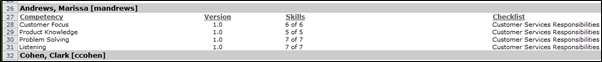 26 Andrews, Marissa [mandrews]
27 Competency Version Skills Checklist
28 Customer Focus 1.0 6 of 6 Customer Services Responsibilities
29 Product Knowledge 1.0 5 of 5 Customer Services Responsibilities
30 Problem Solving 1.0 7 of 7 Customer Services Responsibilities
31 Listening 1.0 7 of 7 Customer Services Responsibilities
32 Cohen, Clark [ccohen]